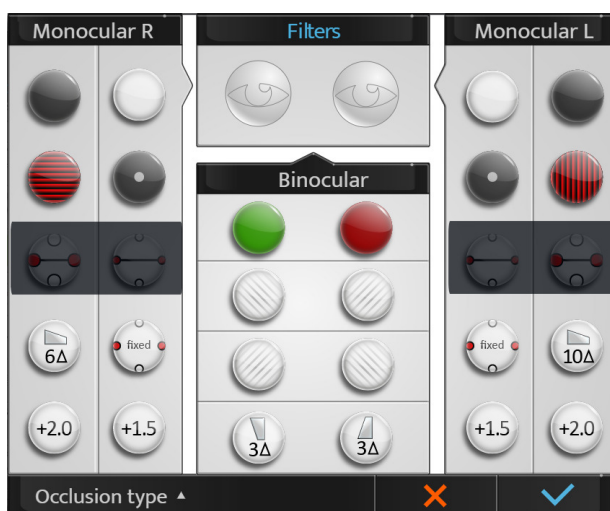 Monocular R
Filters
Monocular L
Binocular
6Δ
fixed
fixed
10Δ
+2.0
+1.5
3Δ
3Δ
+1.5
+2.0
Occlusion type